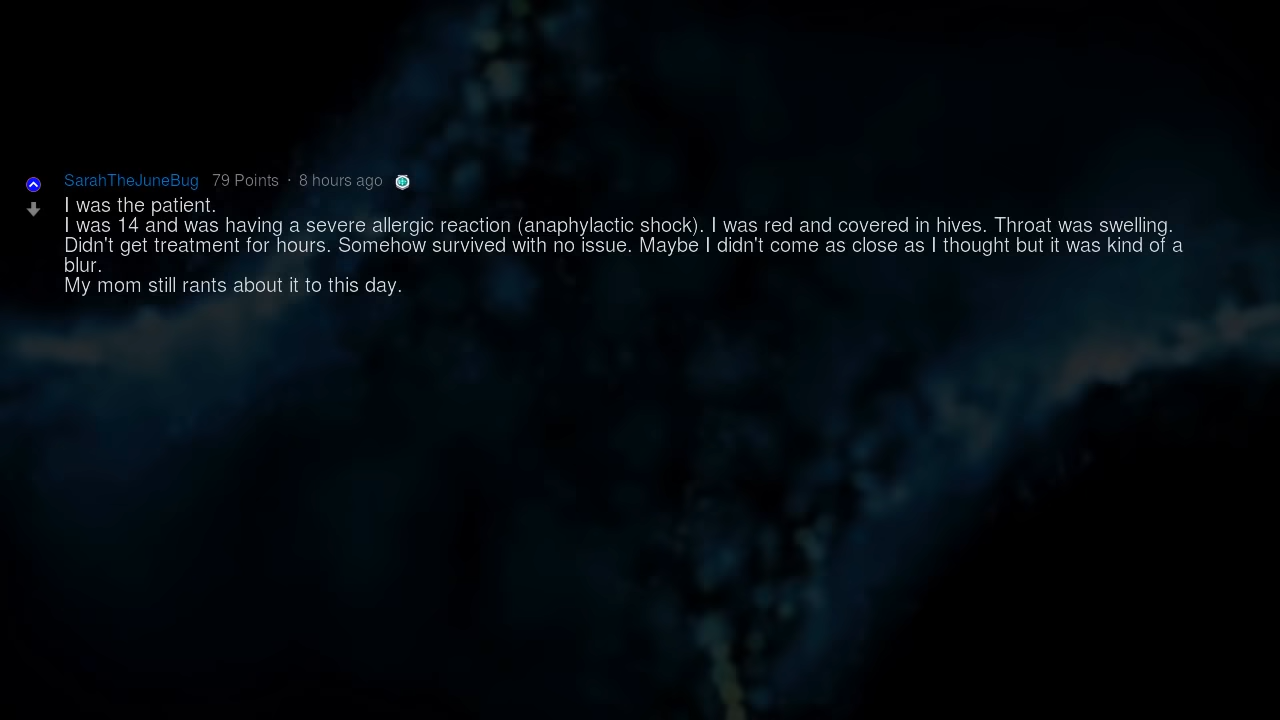 SarahTheJuneBug 79 Points · 8 hours ago
I was the patient.
I was 14 and was having a severe allergic reaction (anaphylactic shock). I was red and covered in hives. Throat was swelling.
Didn't get treatment for hours. Somehow survived with no issue. Maybe I didn't come as close as I thought but it was kind of a
blur.
My mom still rants about it to this day.